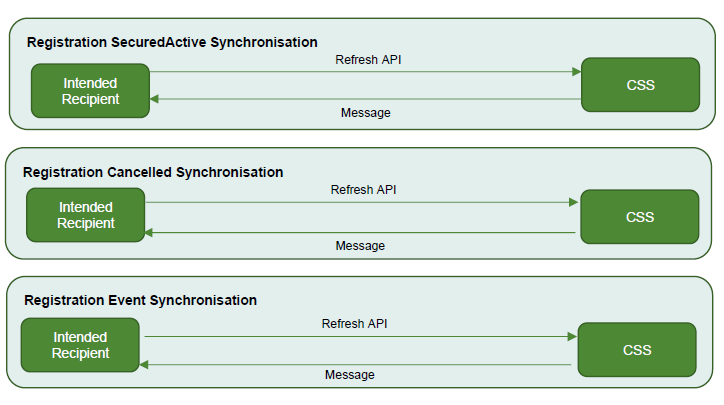 Registration SecuredActive Synchronisation
Refresh API
Intended
Recipient
CSS
Message
Registration Cancelled Synchronisation
Refresh API
Intended
Recipient
CSS
Message
Registration Event Synchronisation
Refresh API
Intended
Recipient
CSS
Message